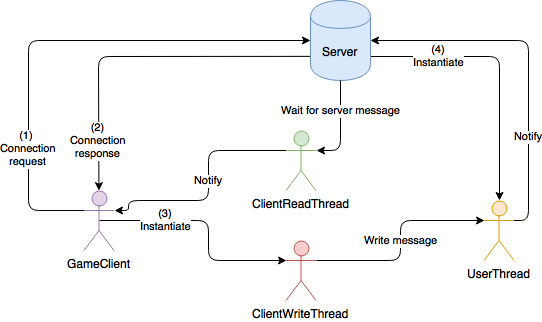 Server
(4)
Instantiate
(1)
Connection
request
(2)
Connection
response
Wait for server message
Notify
Notify
ClientReadThread
(3)
Instantiate
GameClient
Write message
UserThread
ClientWriteThread